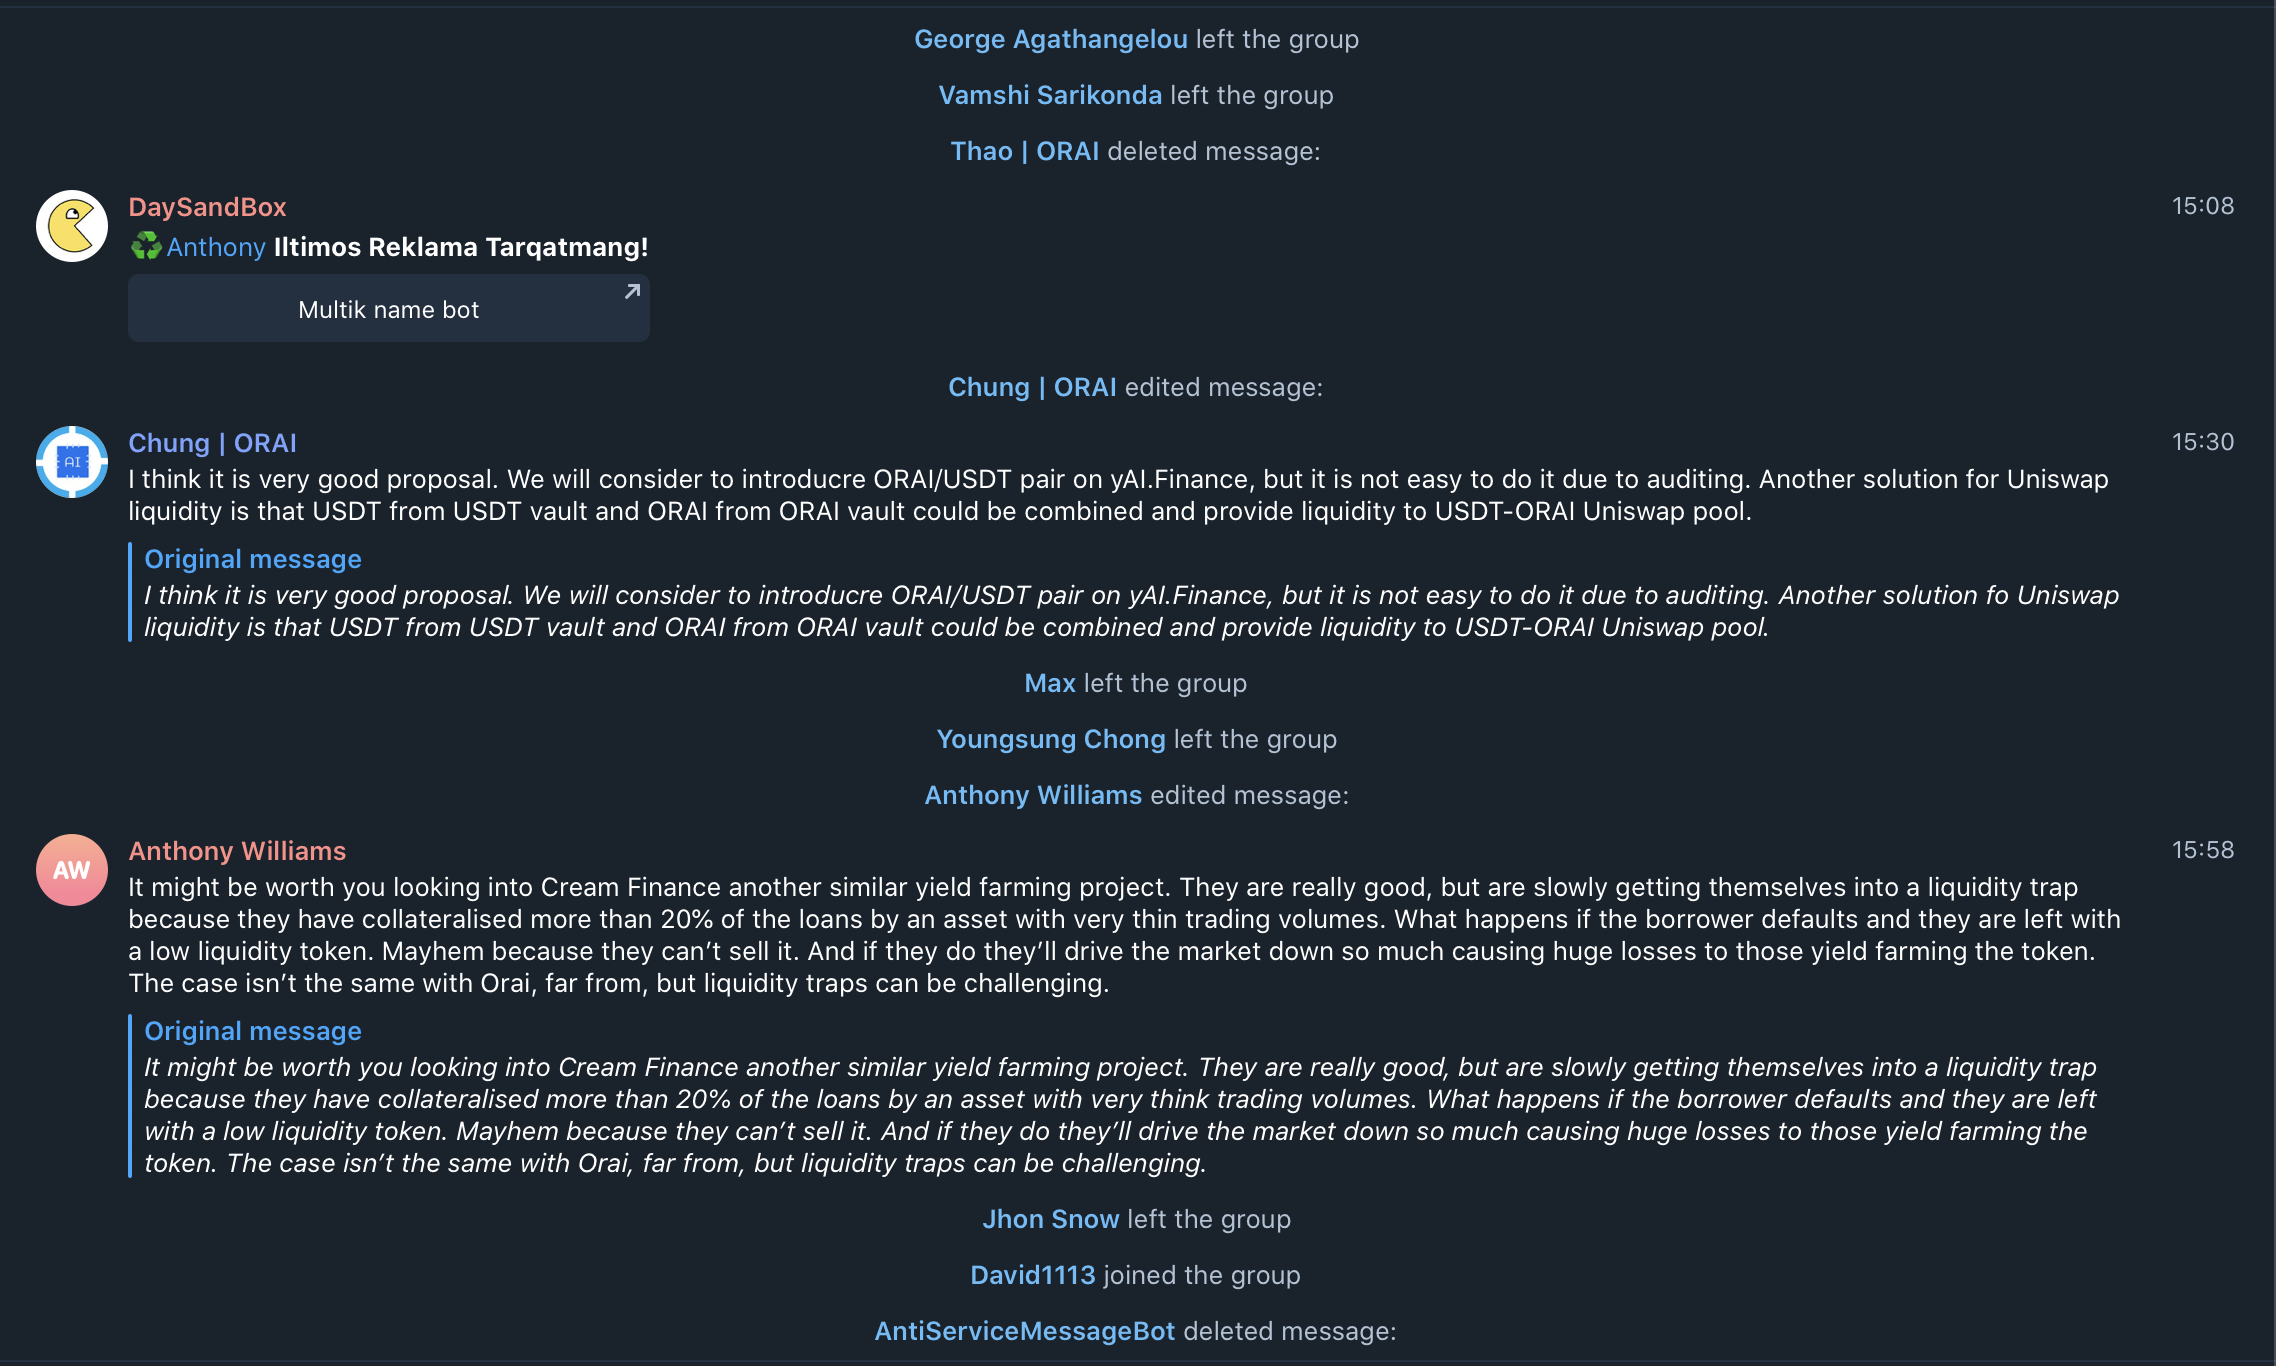 George Agathangelou left the group
Vamshi Sarikonda left the group
Thao | ORAI deleted message:
DaySandBox 15:08
♻️Anthony Iltimos Reklama Tarqatmang!
Multik name bot
Chung | ORAI edited message:
AI
Chung | ORAI 15:30
I think it is very good proposal. We will consider to introducre ORAI/USDT pair on yAI.Finance, but it is not easy to do it due to auditing. Another solution for Uniswap
liquidity is that USDT from USDT vault and ORAI from ORAI vault could be combined and provide liquidity to USDT-ORAI Uniswap pool.
Original message
I think it is very good proposal. We will consider to introducre ORAI/USDT pair on yAI.Finance, but it is not easy to do it due to auditing. Another solution fo Uniswap
liquidity is that USDT from USDT vault and ORAI from ORAI vault could be combined and provide liquidity to USDT-ORAI Uniswap pool.
Max left the group
Youngsung Chong left the group
Anthony Williams edited message:
AW
Anthony Williams 15:58
It might be worth you looking into Cream Finance another similar yield farming project. They are really good, but are slowly getting themselves into a liquidity trap
because they have collateralised more than 20% of the loans by an asset with very thin trading volumes. What happens if the borrower defaults and they are left with
a low liquidity token. Mayhem because they can’t sell it. And if they do they’ll drive the market down so much causing huge losses to those yield farming the token.
The case isn’t the same with Orai, far from, but liquidity traps can be challenging.
Original message
It might be worth you looking into Cream Finance another similar yield farming project. They are really good, but are slowly getting themselves into a liquidity trap
because they have collateralised more than 20% of the loans by an asset with very think trading volumes. What happens if the borrower defaults and they are left
with a low liquidity token. Mayhem because they can’t sell it. And if they do they’ll drive the market down so much causing huge losses to those yield farming the
token. The case isn’t the same with Orai, far from, but liquidity traps can be challenging.
Jhon Snow left the group
David1113 joined the group
AntiServiceMessageBot deleted message: